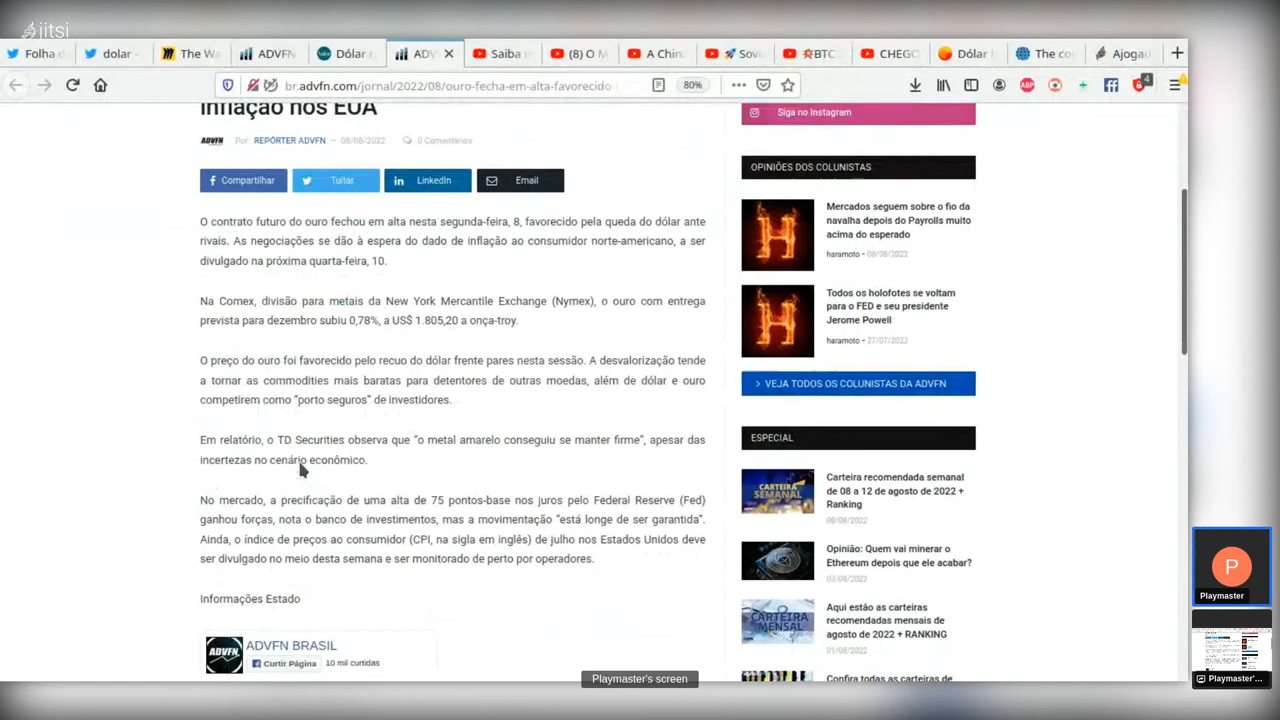 jitsi
Folha d
dolar -
The Wa
ADVFN
Dólar r
ADV
Saiba m
(8) O M
A China
Sovi
BTC
CHEGO
Dólar h
The co
Ajogad
br.advfn.com/jornal/2022/08/ouro-fecha-em-alta-favorecido
80%
ABP
4
Inflação nos EUA
ADVFN Por: REPÓRTER ADVFN — 08/08/2022 0 Comentários
Compartilhar
Tuitar
LinkedIn
Email
O contrato futuro do ouro fechou em alta nesta segunda-feira, 8, favorecido pela queda do dólar ante
rivais. As negociações se dão à espera do dado de inflação ao consumidor norte-americano, a ser
divulgado na próxima quarta-feira, 10.
Na Comex, divisão para metais da New York Mercantile Exchange (Nymex), o ouro com entrega
prevista para dezembro subiu 0,78%, a US$ 1.805,20 a onça-troy.
O preço do ouro foi favorecido pelo recuo do dólar frente pares nesta sessão. A desvalorização tende
a tornar as commodities mais baratas para detentores de outras moedas, além de dólar e ouro
competirem como “porto seguros” de investidores.
Em relatório, o TD Securities observa que “o metal amarelo conseguiu se manter firme”, apesar das
incertezas no cenário econômico.
No mercado, a precificação de uma alta de 75 pontos-base nos juros pelo Federal Reserve (Fed)
ganhou forças, nota o banco de investimentos, mas a movimentação “está longe de ser garantida”.
Ainda, o índice de preços ao consumidor (CPI, na sigla em inglês) de julho nos Estados Unidos deve
ser divulgado no meio desta semana e ser monitorado de perto por operadores.
Informações Estado
ADVFN
ADVFN BRASIL
Curtir Página 10 mil curtidas
Siga no Instagram
OPINIÕES DOS COLUNISTAS
Mercados seguem sobre o fio da
navalha depois do Payrolls muito
acima do esperado
haramoto - 08/08/2022
Todos os holofotes se voltam
para o FED e seu presidente
Jerome Powell
haramoto - 27/07/2022
> VEJA TODOS OS COLUNISTAS DA ADVFN
ESPECIAL
CARTEIRA
SEMANAL
Carteira recomendada semanal
de 08 a 12 de agosto de 2022 +
Ranking
08/08/2022
Opinião: Quem vai minerar o
Ethereum depois que ele acabar?
03/08/2022
CARTEIRA
MENSAL
Aqui estão as carteiras
recomendadas mensais de
agosto de 2022 + RANKING
01/08/2022
Confira todas as carteiras de
P
Playmaster
Playmaster'...
Playmaster's screen